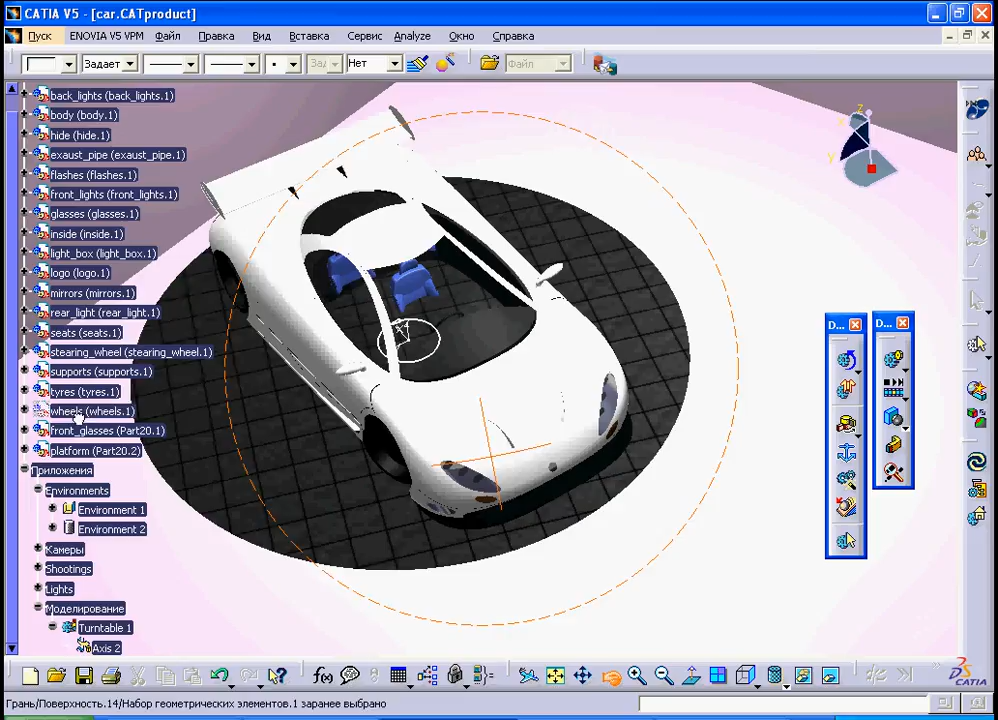 CATIA V5 - [car.CATproduct]
Пуск ENOVIA V5 VPM Файл Правка Вид Вставка Сервис Analyze Окно Справка
Задает Зад Нет Файл
back_lights (back_lights.1)
body (body.1)
hide (hide.1)
exaust_pipe (exaust_pipe.1)
flashes (flashes.1)
front_lights (front_lights.1)
glasses (glasses.1)
inside (inside.1)
light_box (light_box.1)
logo (logo.1)
mirrors (mirrors.1)
rear_light (rear_light.1)
seats (seats.1)
stearing_wheel (stearing_wheel.1)
supports (supports.1)
tyres (tyres.1)
wheels (wheels.1)
front_glasses (Part20.1)
platform (Part20.2)
Приложения
Environments
Environment 1
Environment 2
Камеры
Shootings
Lights
Моделирование
Turntable 1
Axis 2
z
y
D... D...
f(x)
DS CATIA
Грань/Поверхность.14/Набор геометрических элементов.1 заранее выбрано